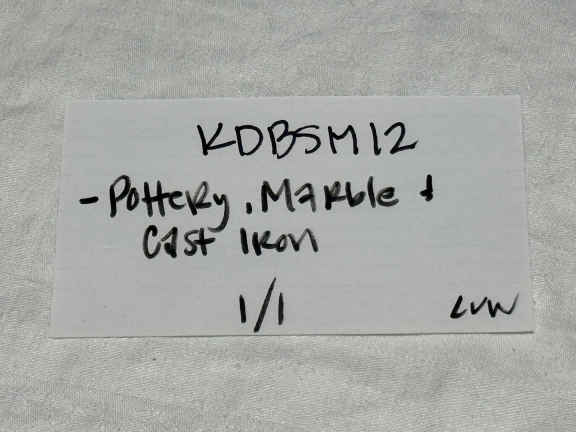 KDBSM12
- Pottery, Marble &
Cast Iron
1/1
LVW